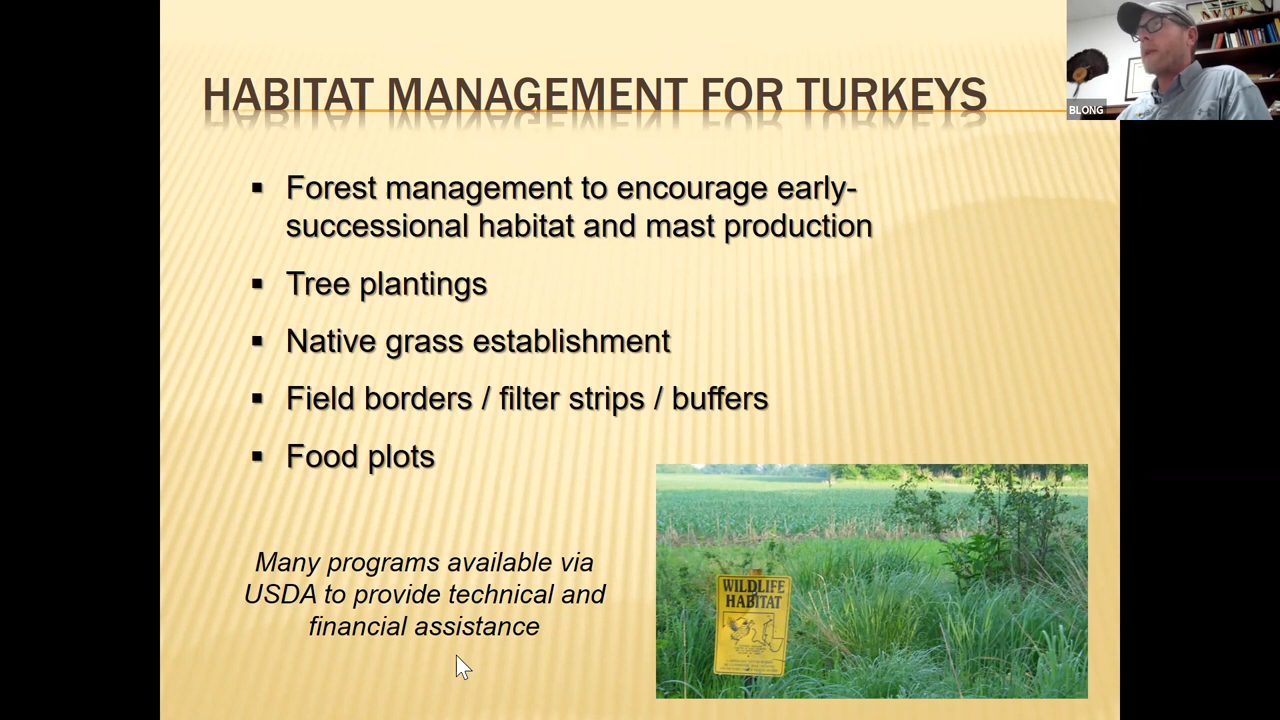 HABITAT MANAGEMENT FOR TURKEYS
BLONG
▪ Forest management to encourage early-
successional habitat and mast production
▪ Tree plantings
▪ Native grass establishment
▪ Field borders / filter strips / buffers
▪ Food plots
Many programs available via
USDA to provide technical and
financial assistance
WILDLIFE
HABITAT